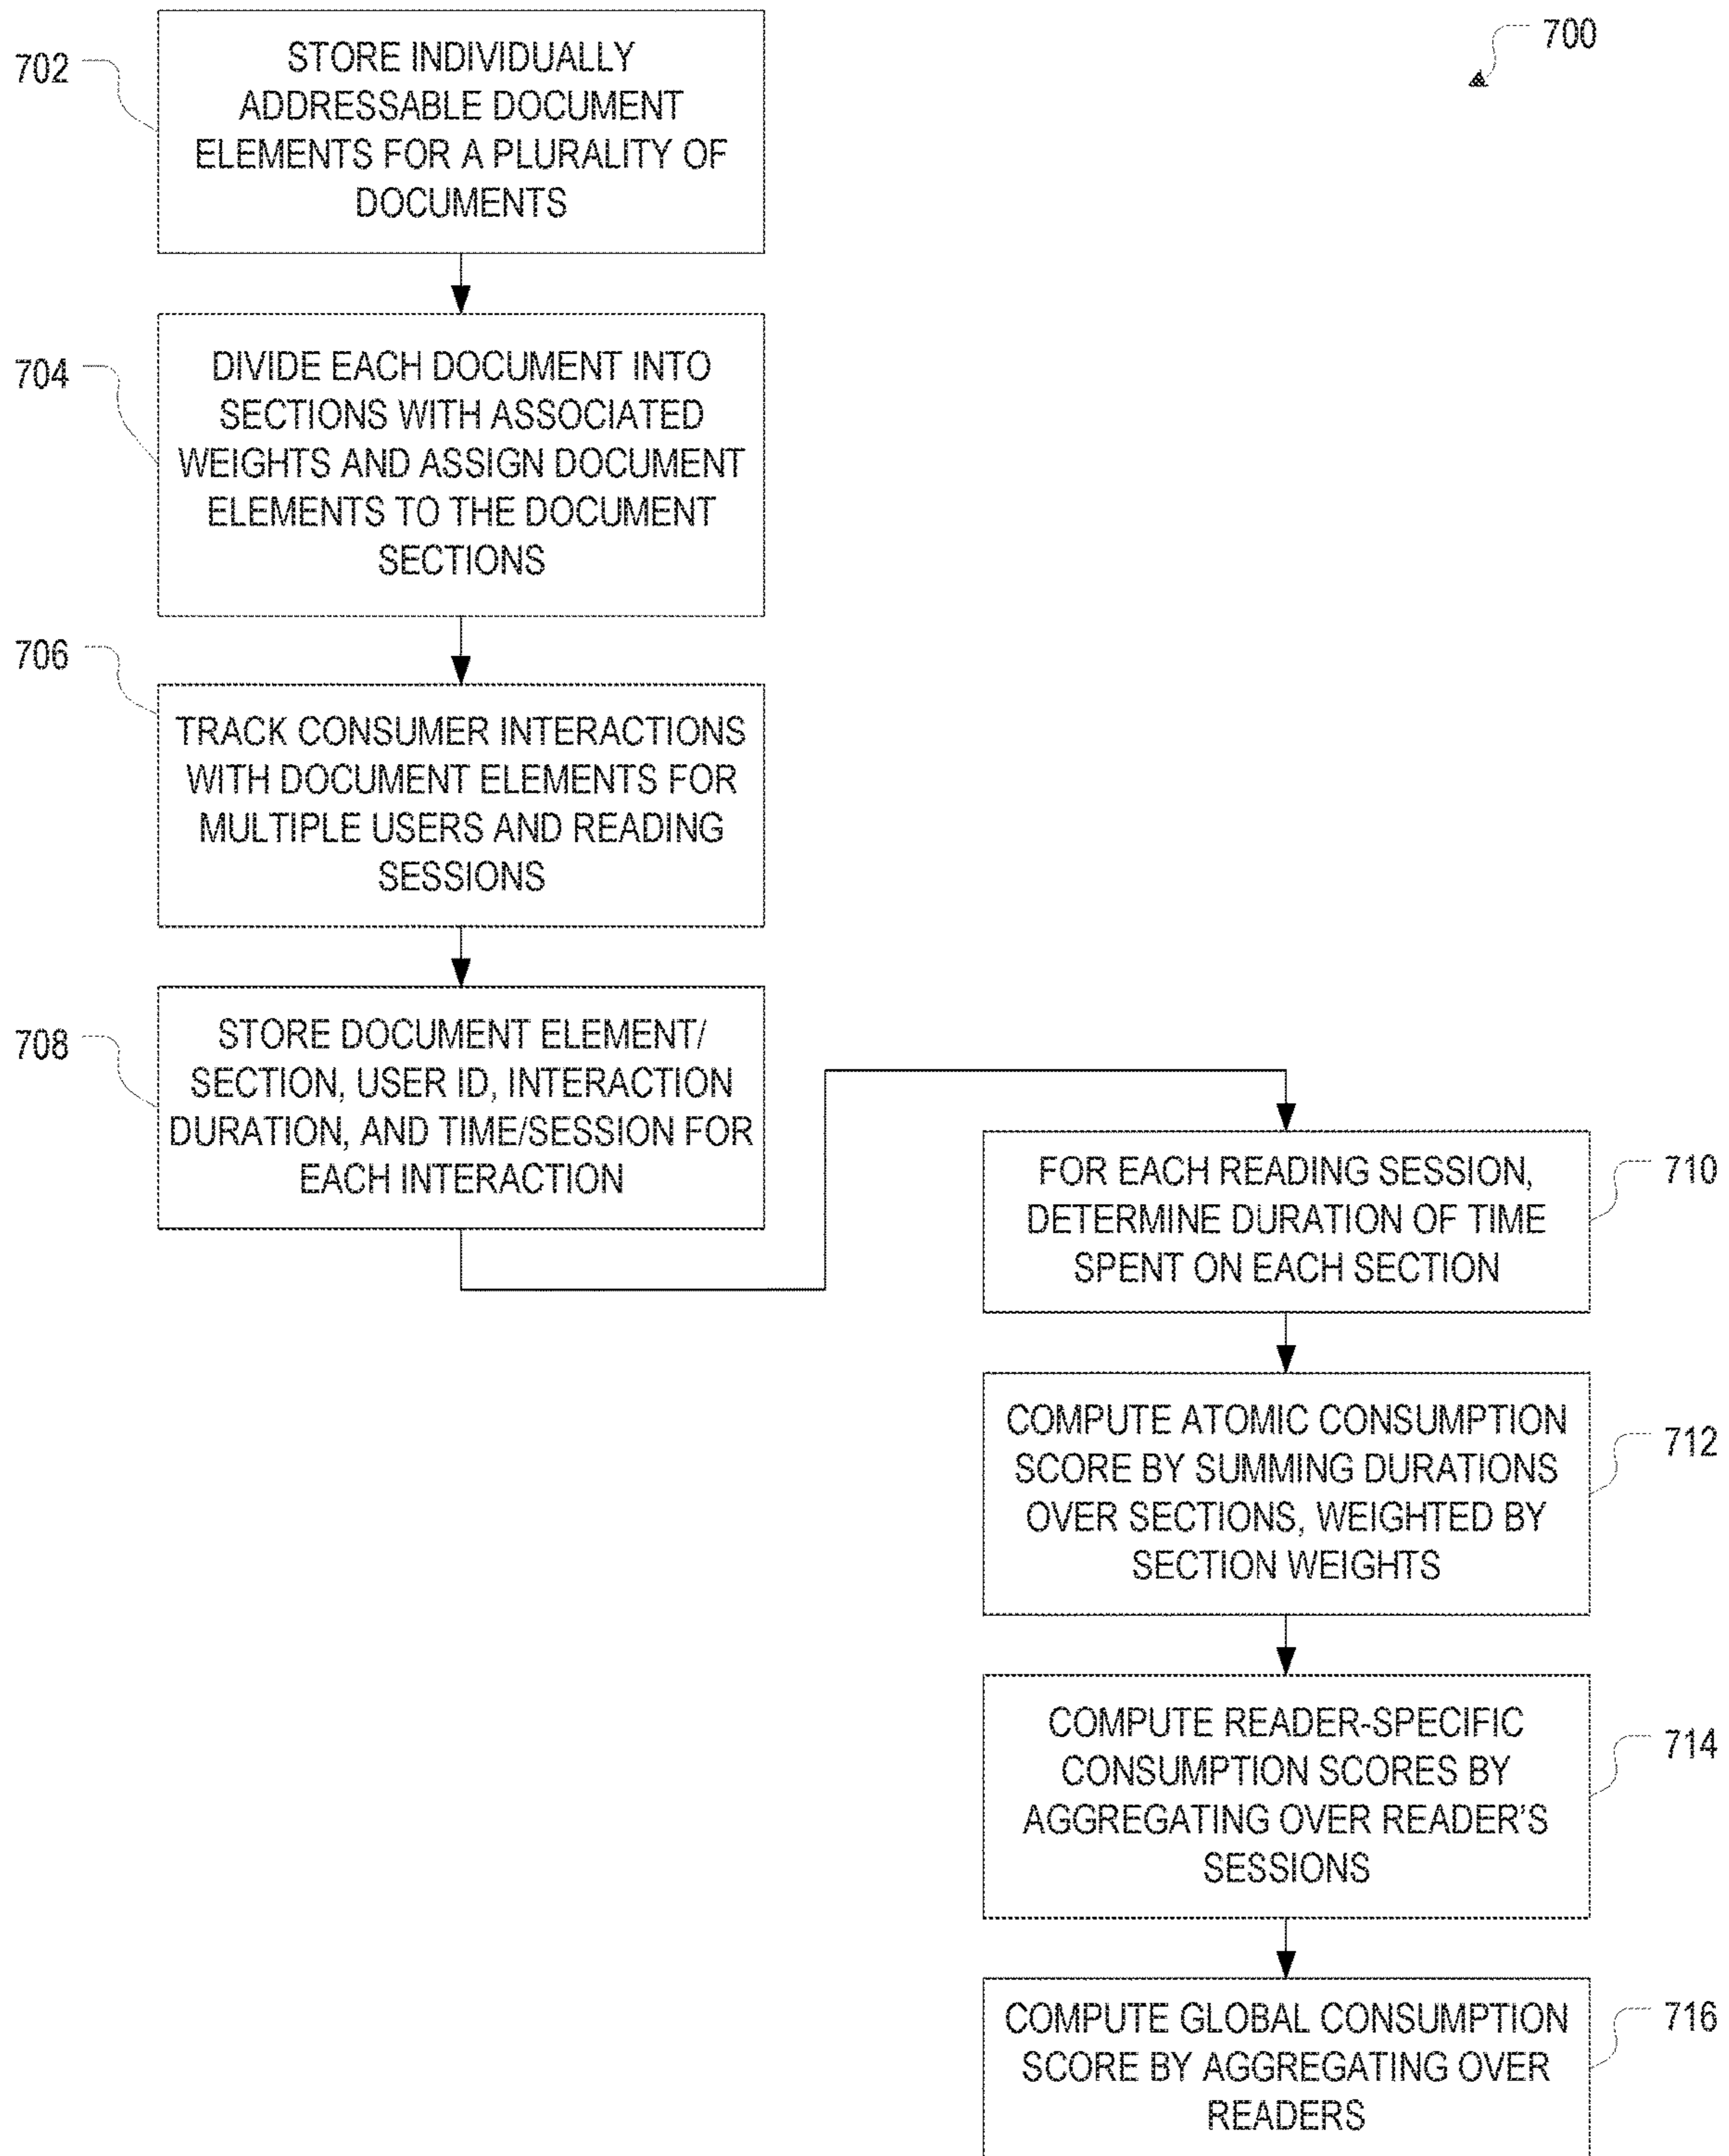 700
702
STORE INDIVIDUALLY
ADDRESSABLE DOCUMENT
ELEMENTS FOR A PLURALITY OF
DOCUMENTS
704
DIVIDE EACH DOCUMENT INTO
SECTIONS WITH ASSOCIATED
WEIGHTS AND ASSIGN DOCUMENT
ELEMENTS TO THE DOCUMENT
SECTIONS
706
TRACK CONSUMER INTERACTIONS
WITH DOCUMENT ELEMENTS FOR
MULTIPLE USERS AND READING
SESSIONS
708
STORE DOCUMENT ELEMENT/
SECTION, USER ID, INTERACTION
DURATION, AND TIME/SESSION FOR
EACH INTERACTION
FOR EACH READING SESSION,
DETERMINE DURATION OF TIME
SPENT ON EACH SECTION
710
COMPUTE ATOMIC CONSUMPTION
SCORE BY SUMMING DURATIONS
OVER SECTIONS, WEIGHTED BY
SECTION WEIGHTS
712
COMPUTE READER-SPECIFIC
CONSUMPTION SCORES BY
AGGREGATING OVER READER'S
SESSIONS
714
COMPUTE GLOBAL CONSUMPTION
SCORE BY AGGREGATING OVER
READERS
716